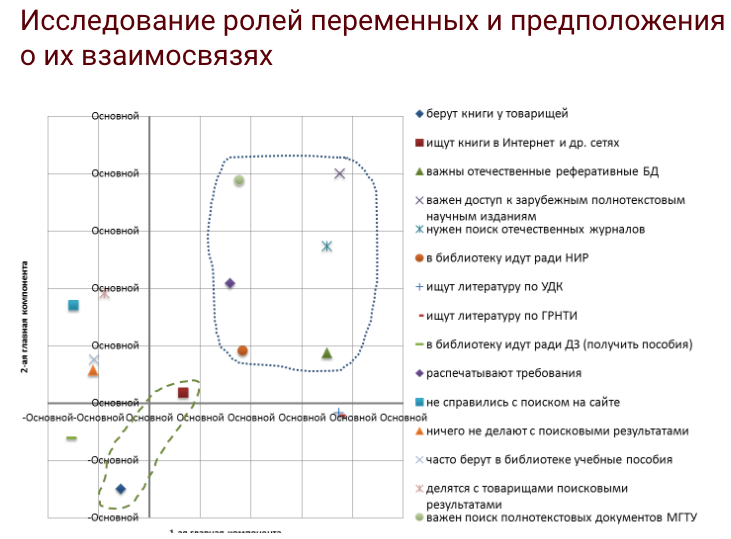 Исследование ролей переменных и предположения
о их взаимосвязях
Основной
Основной
Основной
Основной
Основной
Основной
-Основной-Основной Основной Основной Основной Основной Основной Основной
-Основной
-Основной
2-ая главная компонента
1-ая главная компонента
берут книги у товарищей
ищут книги в Интернет и др. сетях
важны отечественные реферативные БД
важен доступ к зарубежным полнотекстовым
научным изданиям
нужен поиск отечественных журналов
в библиотеку идут ради НИР
ищут литературу по УДК
ищут литературу по ГРНТИ
в библиотеку идут ради ДЗ (получить пособия)
распечатывают требования
не справились с поиском на сайте
ничего не делают с поисковыми результатами
часто берут в библиотеке учебные пособия
делятся с товарищами поисковыми
результатами
важен поиск полнотекстовых документов МГТУ